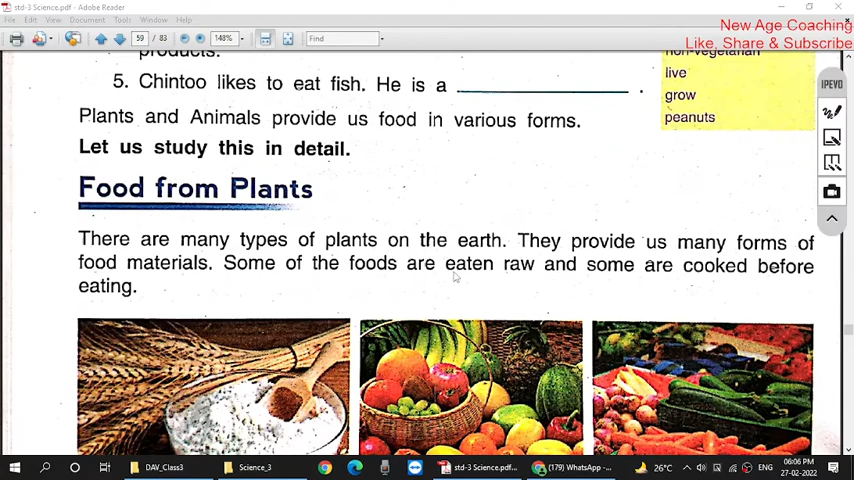 std-3 Science.pdf - Adobe Reader
File Edit View Document Tools Window Help
59 / 83 148% Find
New Age Coaching
Like, Share & Subscribe
products.
non-vegetarian
5. Chintoo likes to eat fish. He is a ____________ .
live
grow
peanuts
Plants and Animals provide us food in various forms.
Let us study this in detail.
Food from Plants
There are many types of plants on the earth. They provide us many forms of
food materials. Some of the foods are eaten raw and some are cooked before
eating.
IPEVO
DAV_Class3
Science_3
std-3 Science.pdf...
(179) WhatsApp -...
26°C
ENG
06:06 PM
27-02-2022